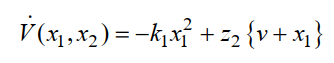 V̇(x₁,x₂) = −k₁x₁² + z₂{v + x₁}